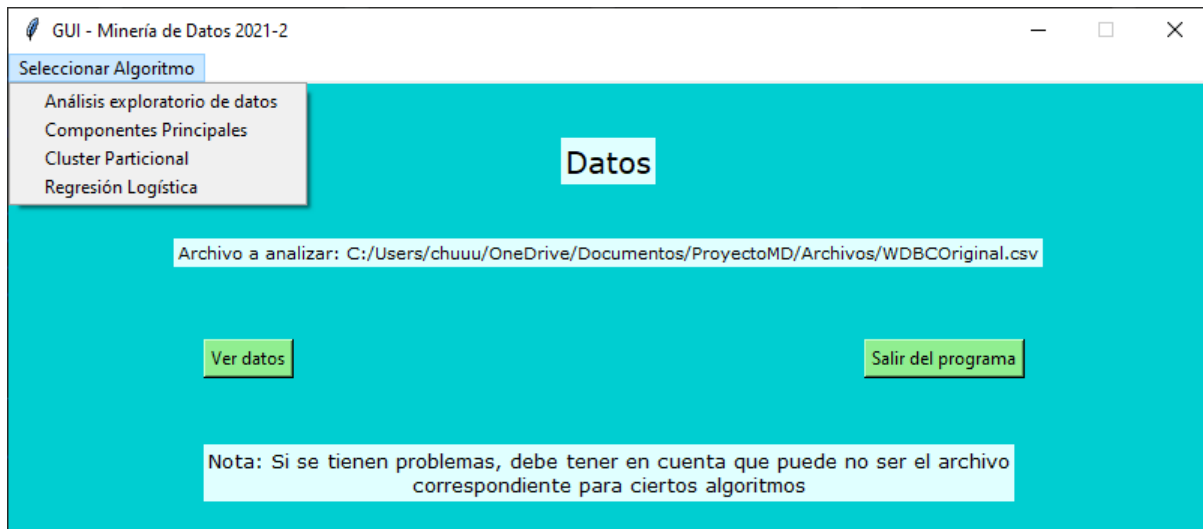 GUI - Minería de Datos 2021-2
Seleccionar Algoritmo
Análisis exploratorio de datos
Componentes Principales
Cluster Particional
Regresión Logística
Datos
Archivo a analizar: C:/Users/chuuu/OneDrive/Documentos/ProyectoMD/Archivos/WDBCOriginal.csv
Ver datos
Salir del programa
Nota: Si se tienen problemas, debe tener en cuenta que puede no ser el archivo
correspondiente para ciertos algoritmos